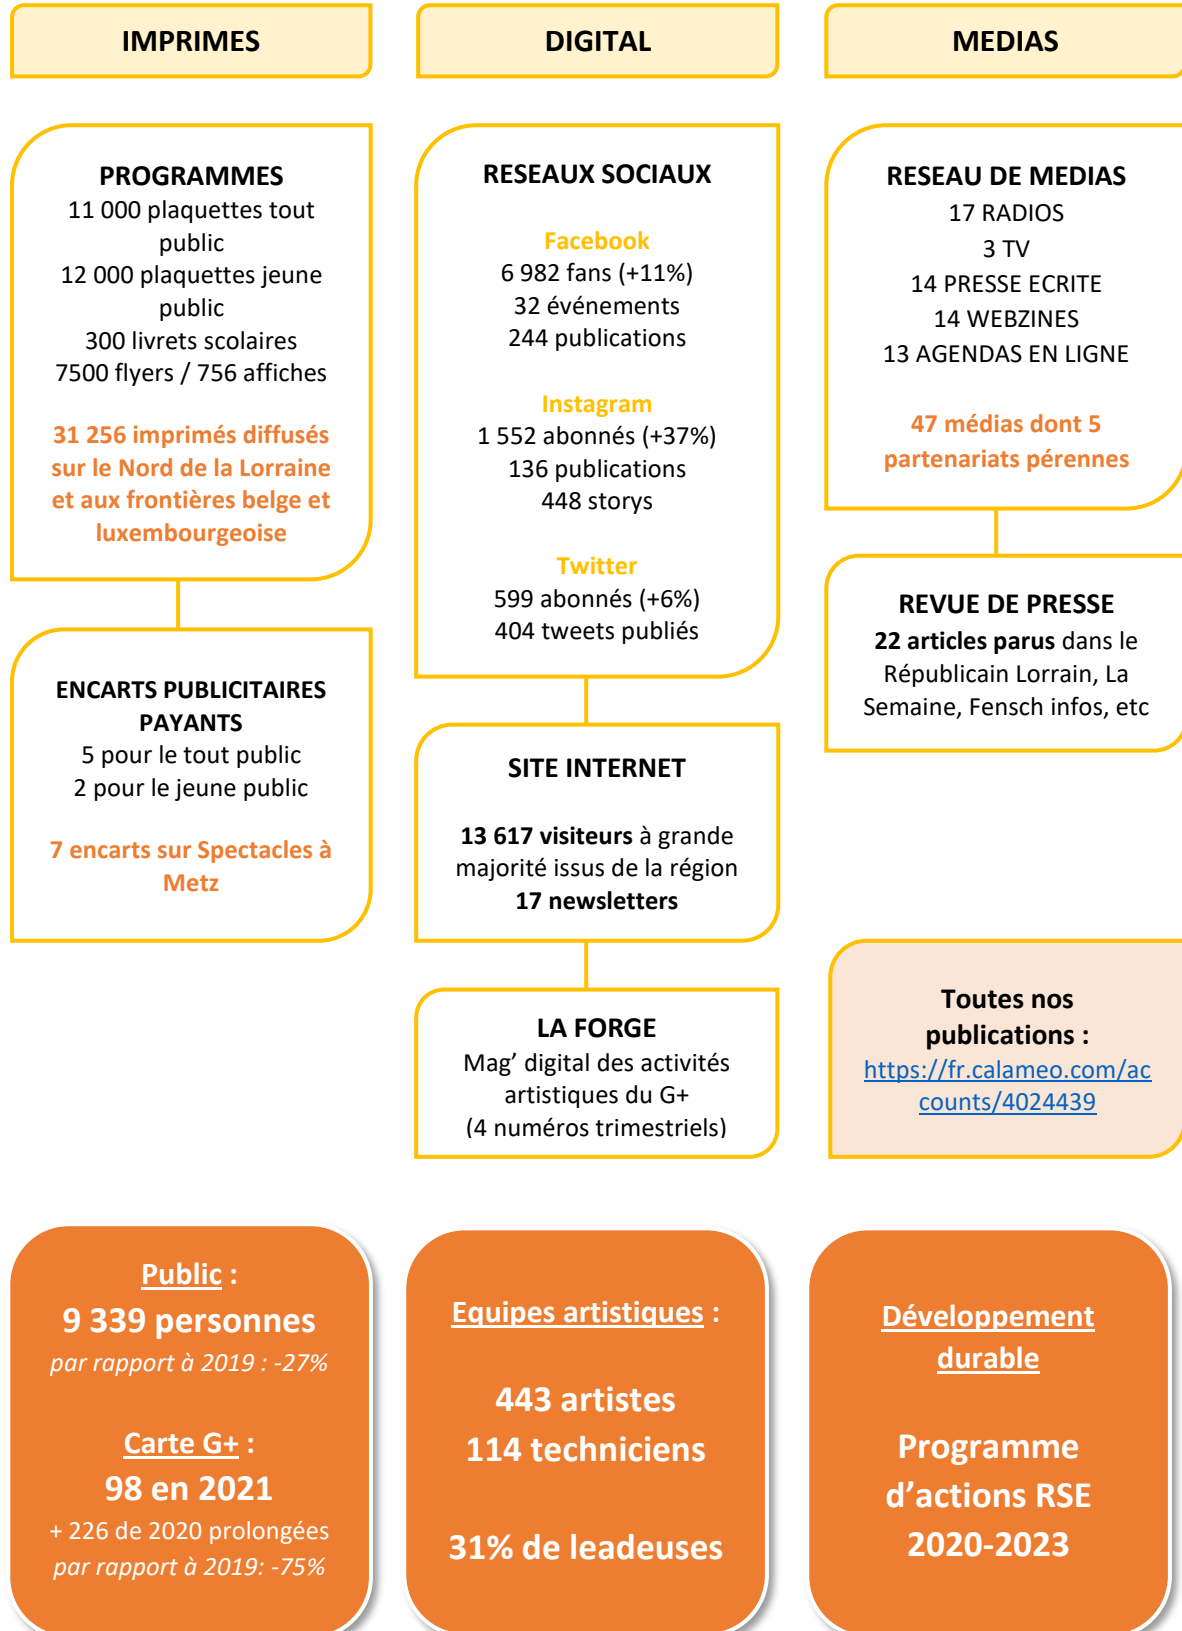 IMPRIMES
PROGRAMMES
11 000 plaquettes tout
public
12 000 plaquettes jeune
public
300 livrets scolaires
7500 flyers / 756 affiches
31 256 imprimés diffusés
sur le Nord de la Lorraine
et aux frontières belge et
luxembourgeoise
ENCARTS PUBLICITAIRES
PAYANTS
5 pour le tout public
2 pour le jeune public
7 encarts sur Spectacles à
Metz
DIGITAL
RESEAUX SOCIAUX
Facebook
6 982 fans (+11%)
32 événements
244 publications
Instagram
1 552 abonnés (+37%)
136 publications
448 storys
Twitter
599 abonnés (+6%)
404 tweets publiés
SITE INTERNET
13 617 visiteurs à grande
majorité issus de la région
17 newsletters
LA FORGE
Mag’ digital des activités
artistiques du G+
(4 numéros trimestriels)
MEDIAS
RESEAU DE MEDIAS
17 RADIOS
3 TV
14 PRESSE ECRITE
14 WEBZINES
13 AGENDAS EN LIGNE
47 médias dont 5
partenariats pérennes
REVUE DE PRESSE
22 articles parus dans le
Républicain Lorrain, La
Semaine, Fensch infos, etc
Toutes nos
publications :
https://fr.calameo.com/ac
counts/4024439
Public :
9 339 personnes
par rapport à 2019 : -27%
Carte G+ :
98 en 2021
+ 226 de 2020 prolongées
par rapport à 2019: -75%
Equipes artistiques :
443 artistes
114 techniciens
31% de leadeuses
Développement
durable
Programme
d’actions RSE
2020-2023